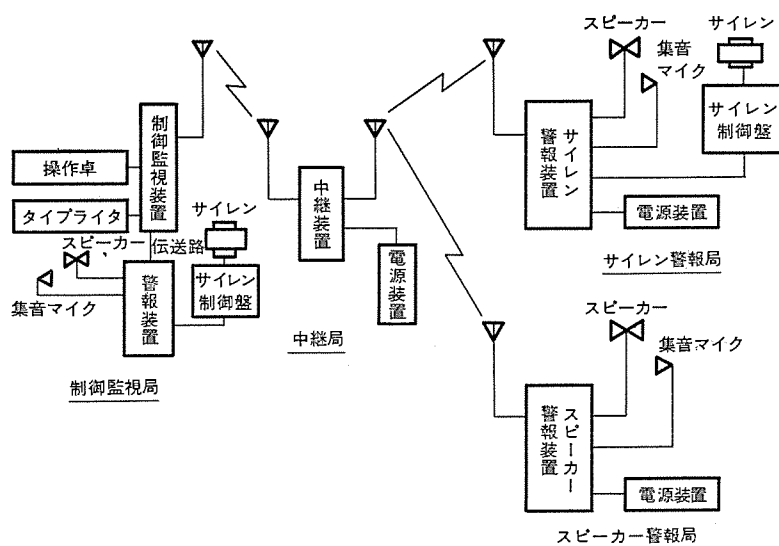 制御監視装置
操作卓
タイプライタ
サイレン
スピーカー
伝送路
集音マイク
警報装置
サイレン
制御盤
制御監視局
中継装置
電源装置
中継局
スピーカー
集音
マイク
サイレン
サイレン
警報装置
サイレン
制御盤
電源装置
サイレン警報局
スピーカー
集音マイク
スピーカー
警報装置
電源装置
スピーカー警報局